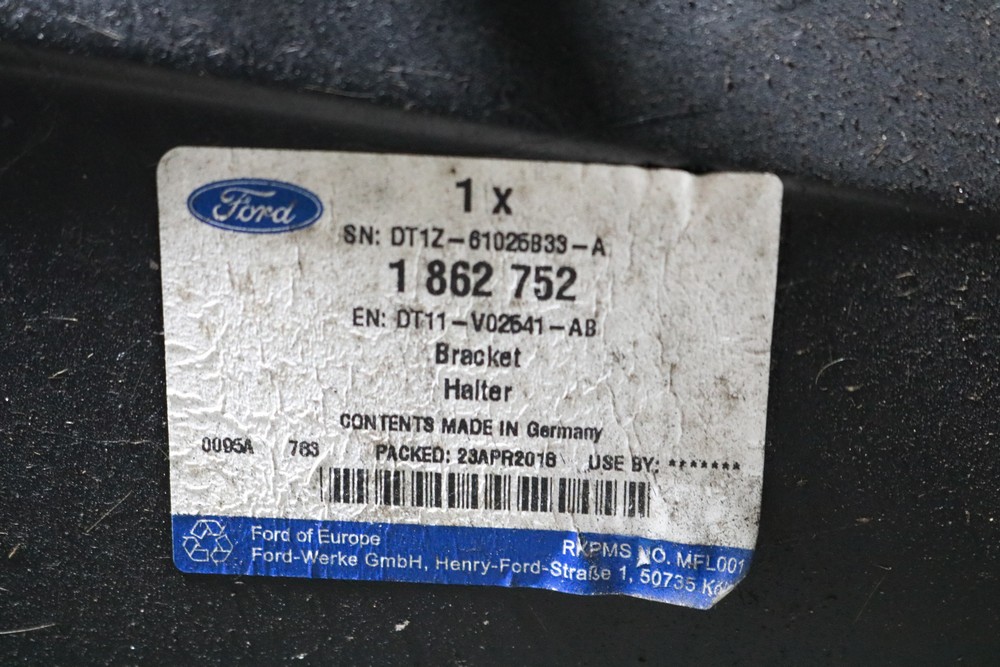 Ford
1 x
SN: DT1Z-61025B33-A
1 862 752
EN: DT11-V02541-AB
Bracket
Halter
CONTENTS MADE IN Germany
0095A 763 PACKED: 23APR2018 USE BY: *******
Ford of Europe RKPMS NO. MFL001
Ford-Werke GmbH, Henry-Ford-Straße 1, 50735